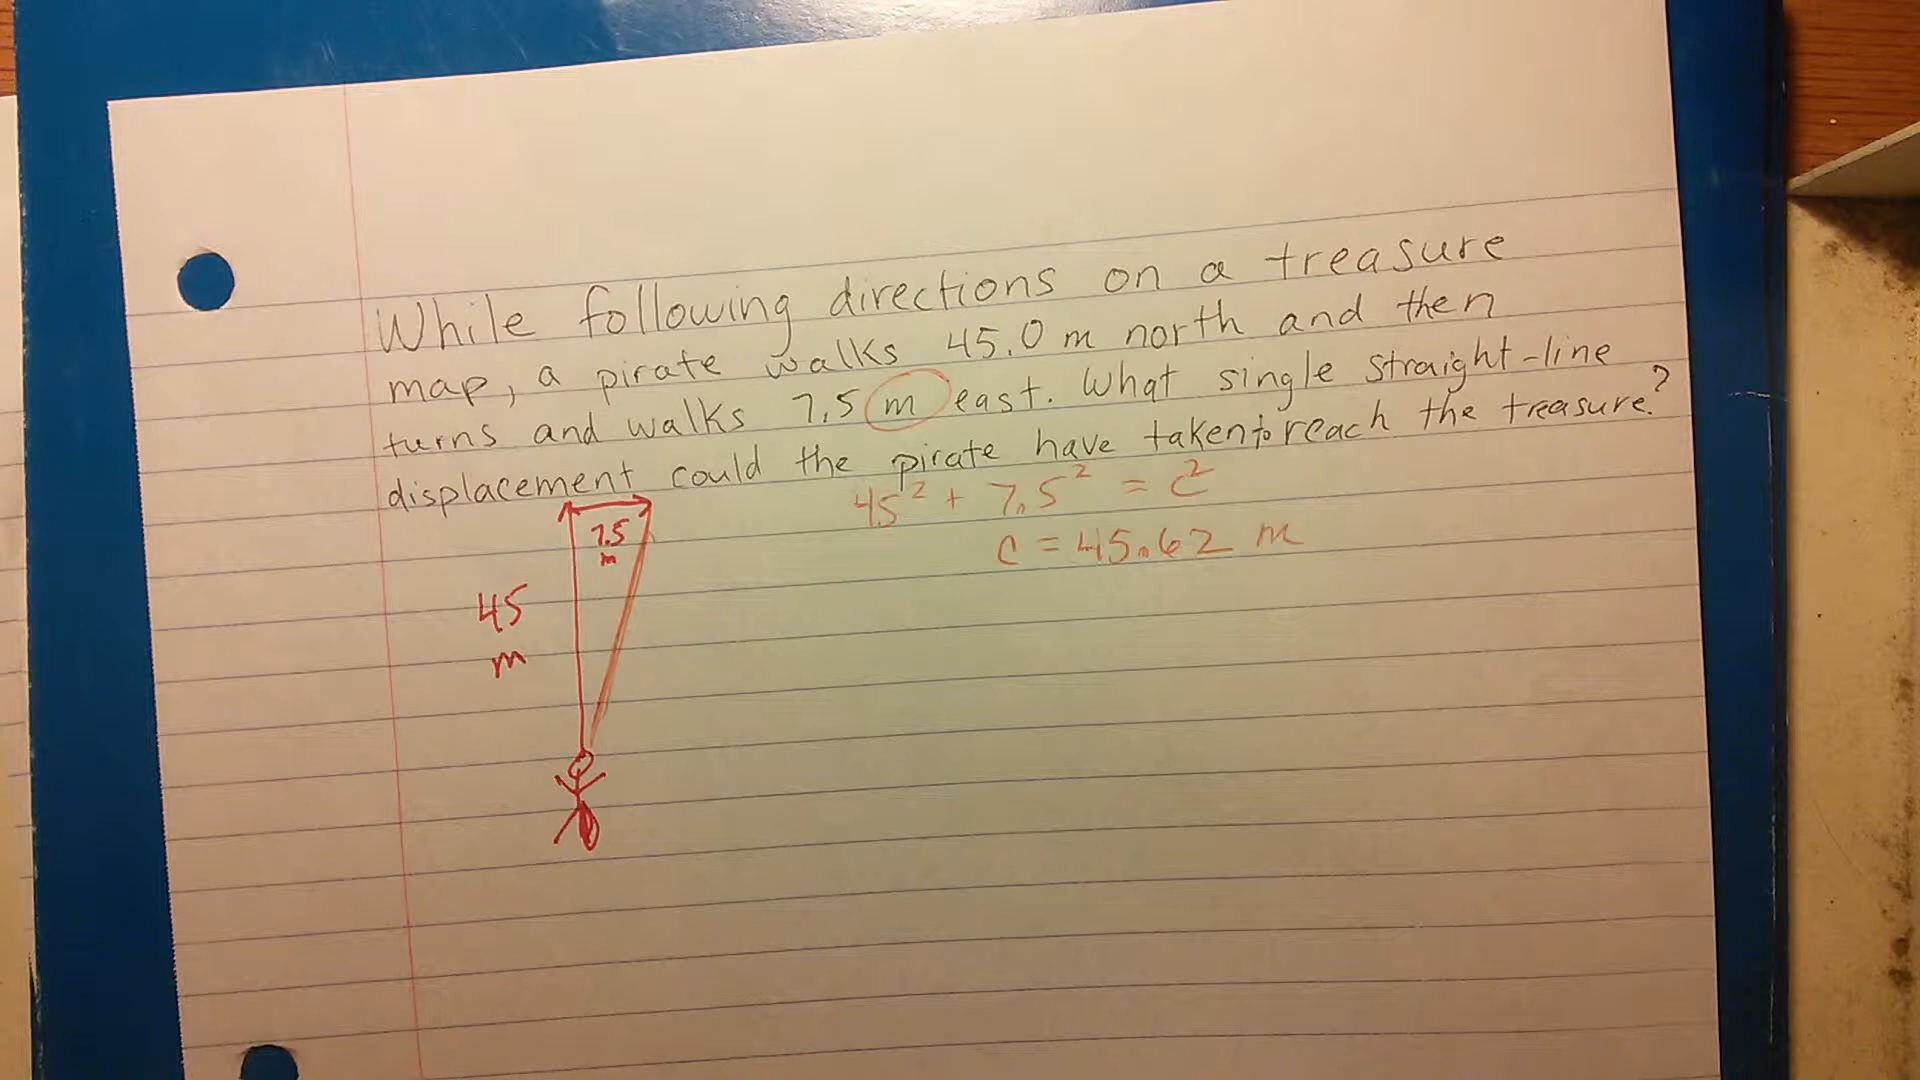 While following directions on a treasure
map, a pirate walks 45.0 m north and then
turns and walks 7.5 m east. What single straight-line
displacement could the pirate have taken to reach the treasure?
45² + 7.5² = c²
c = 45.62 m
7.5
m
45
m